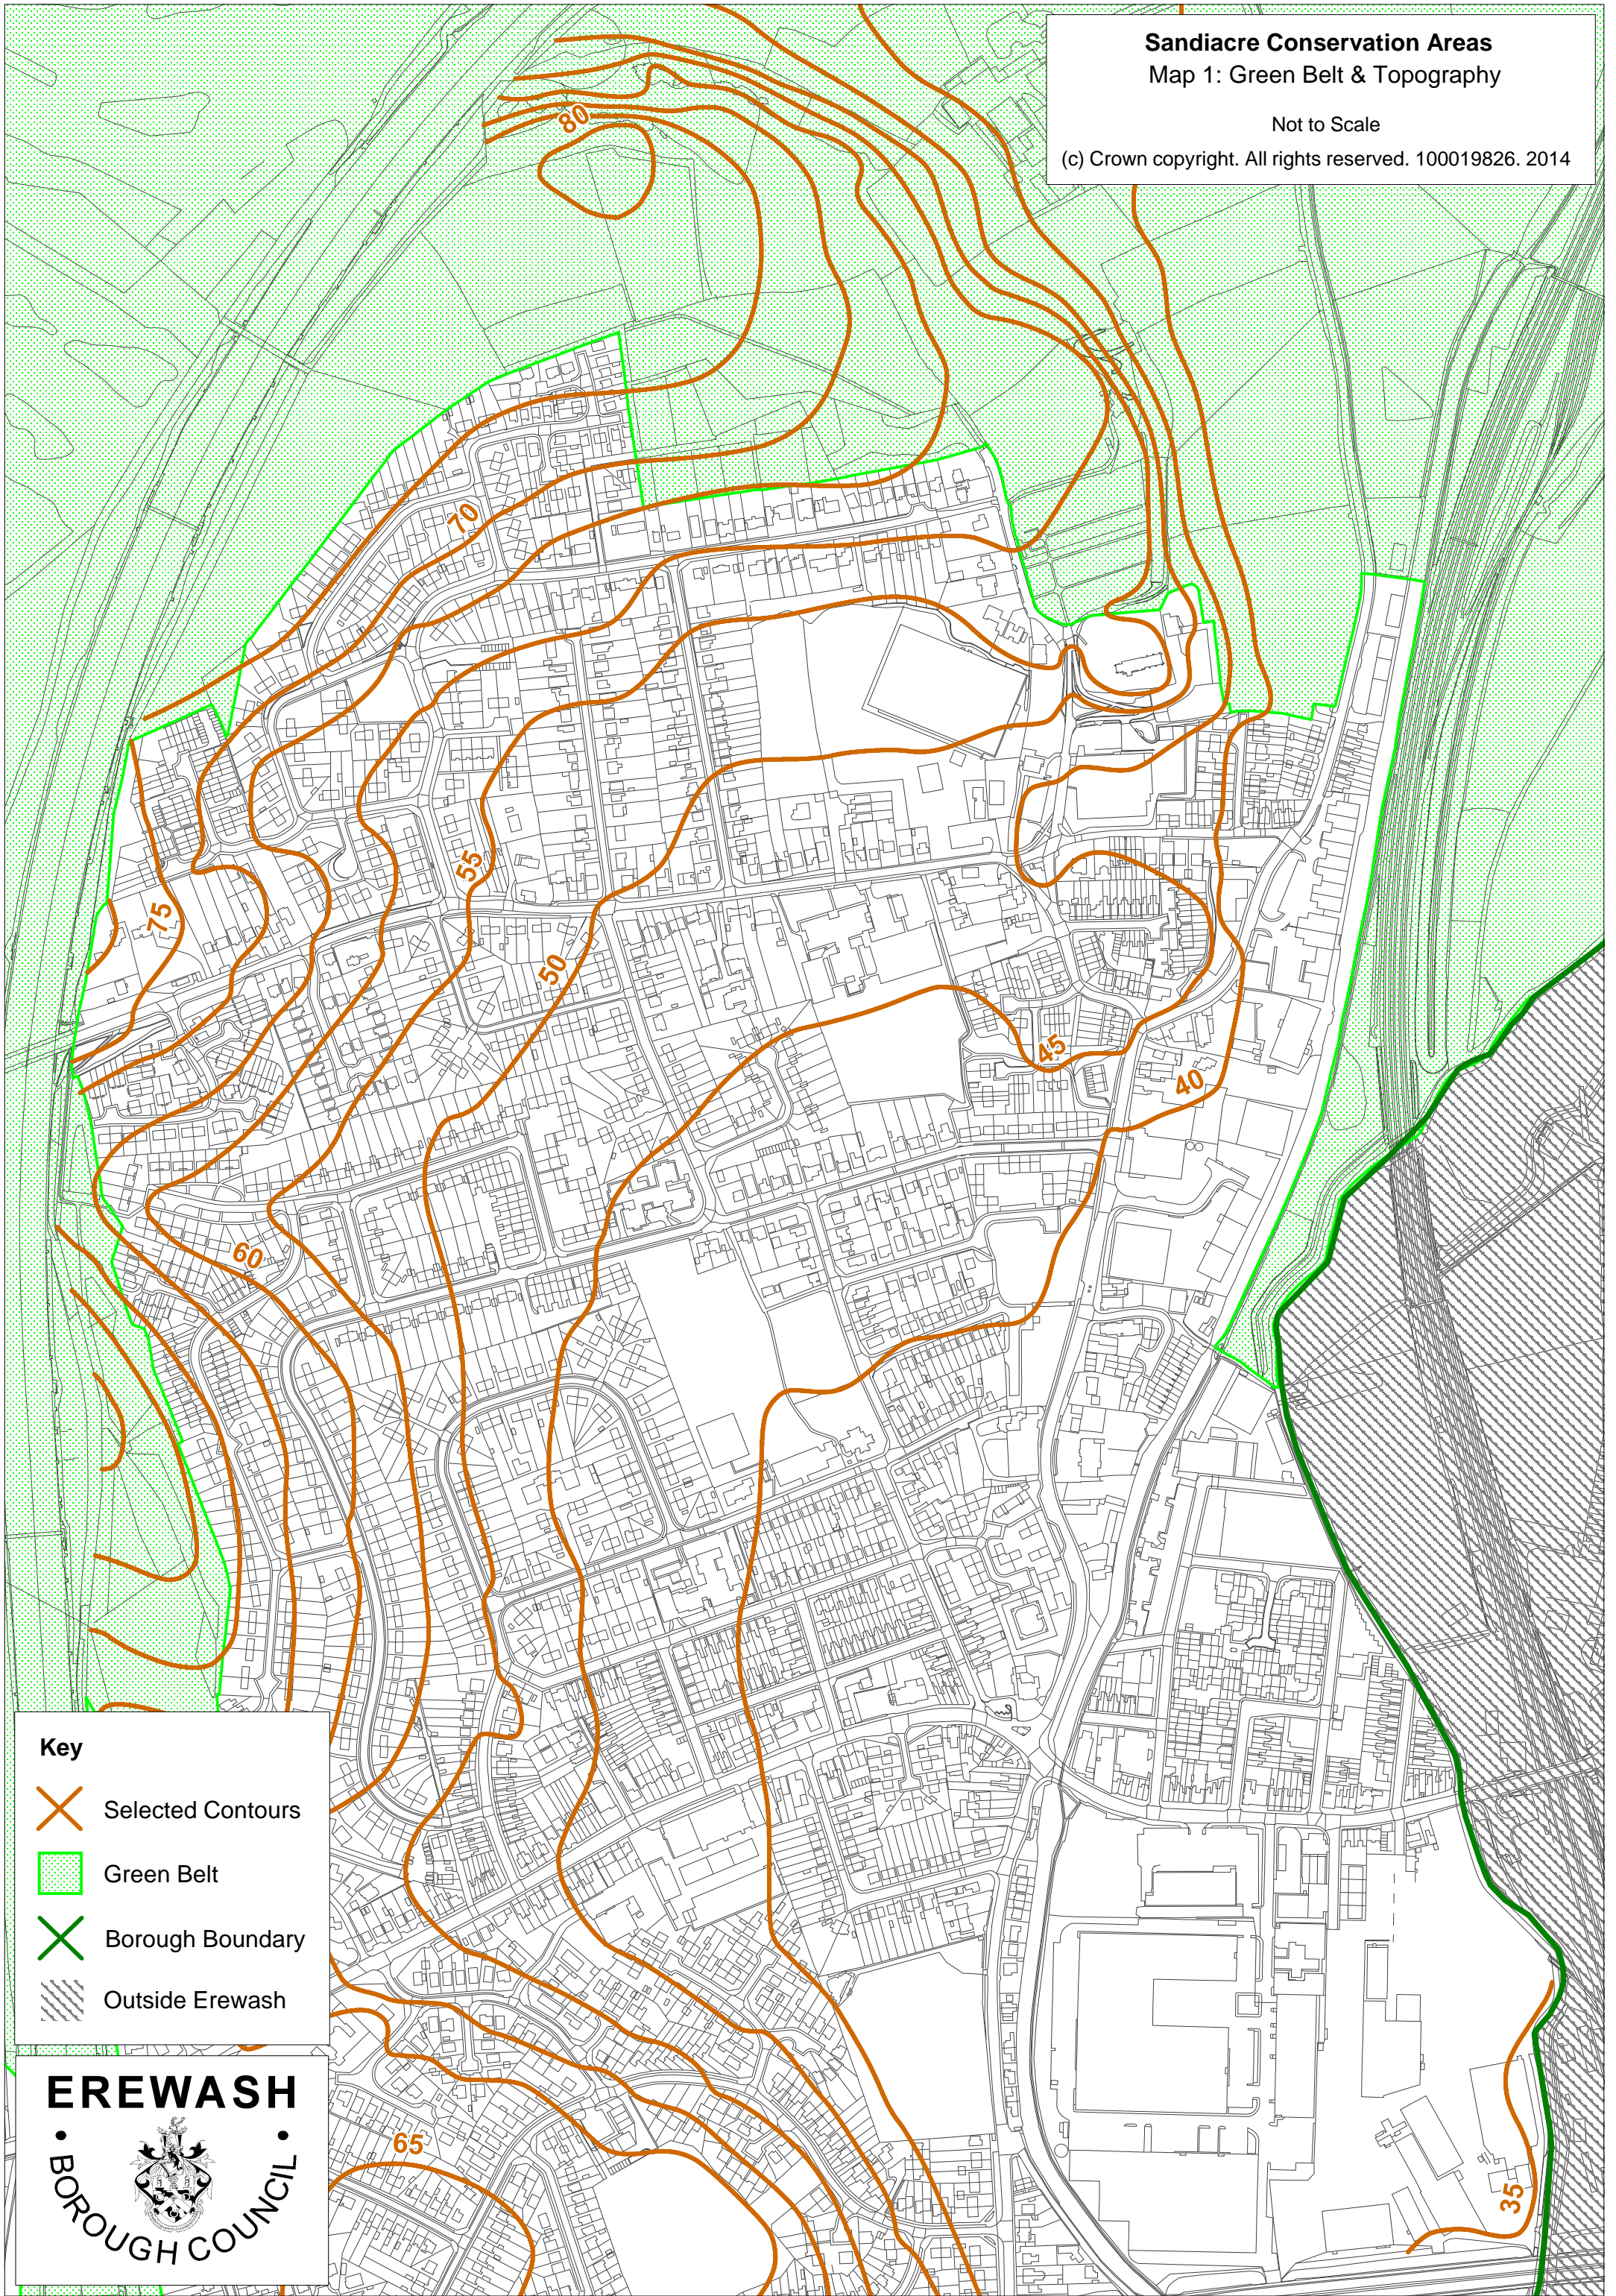 Sandiacre Conservation Areas
Map 1: Green Belt & Topography
Not to Scale
(c) Crown copyright. All rights reserved. 100019826. 2014
80
70
75
55
50
45
40
60
65
35
Key
Selected Contours
Green Belt
Borough Boundary
Outside Erewash
EREWASH
• BOROUGH COUNCIL •